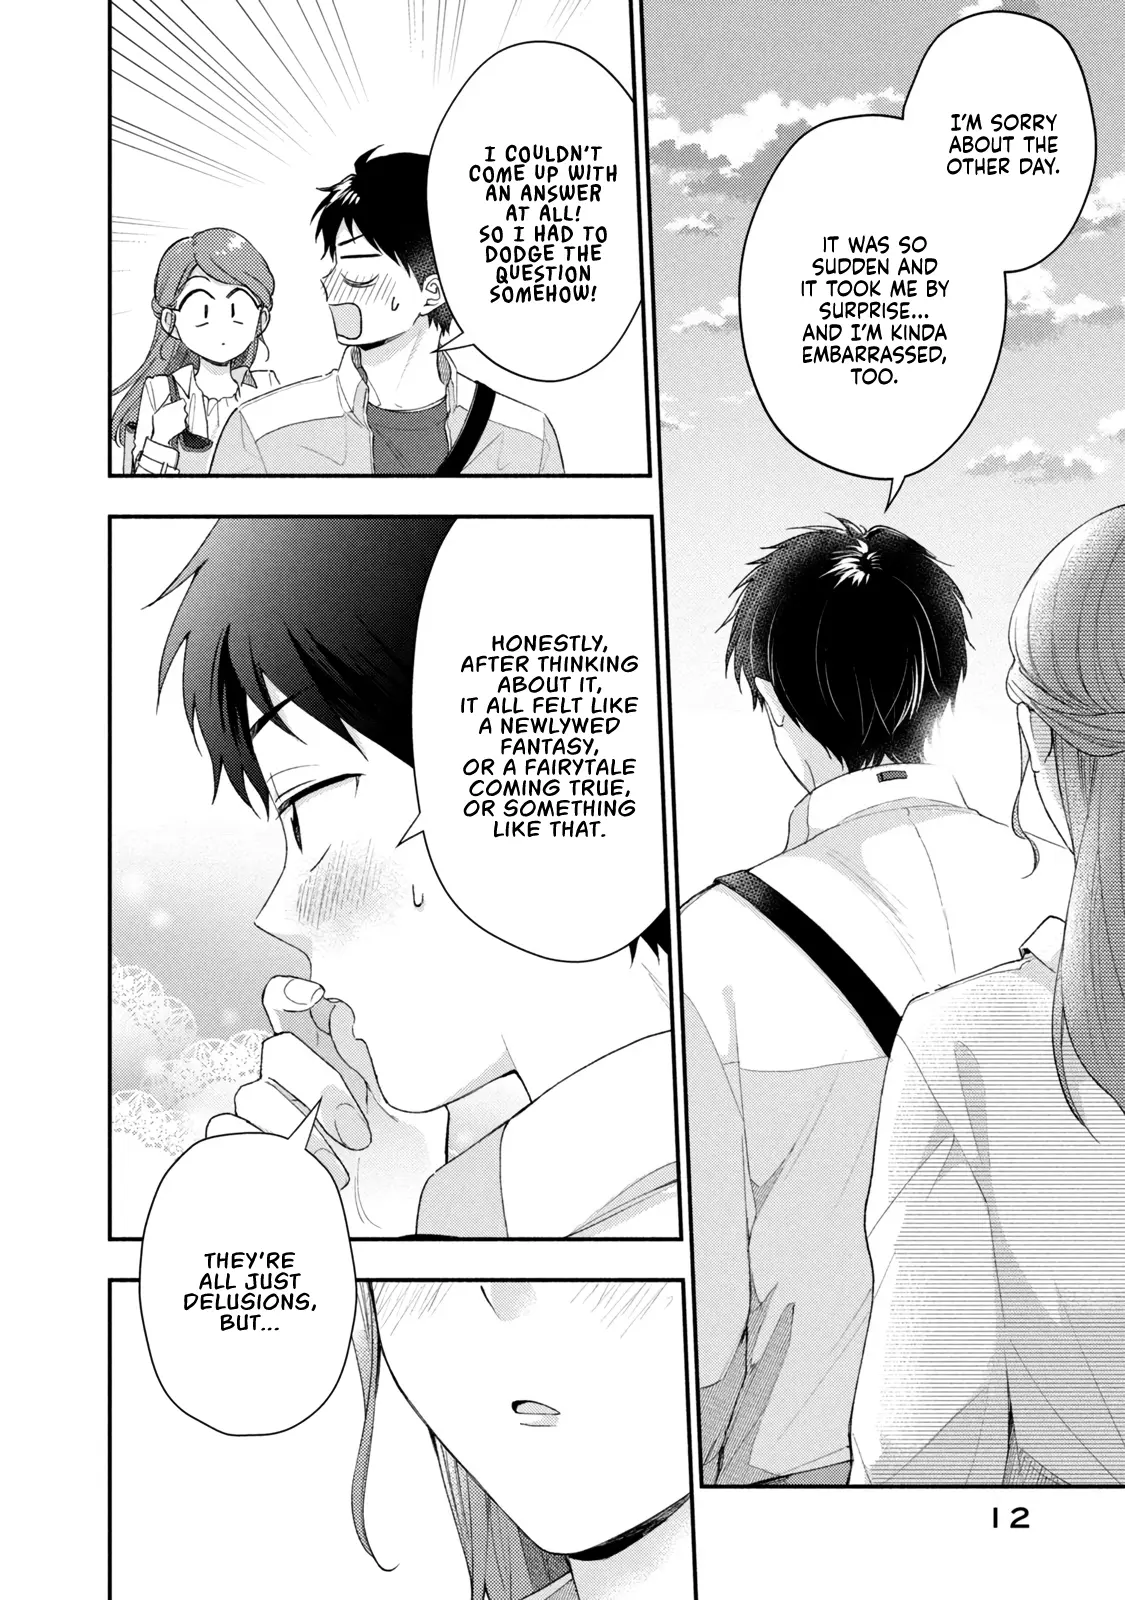 I'M SORRY
ABOUT THE
OTHER DAY.
IT WAS SO
SUDDEN AND
IT TOOK ME BY
SURPRISE...
AND I'M KINDA
EMBARRASSED,
TOO.
I COULDN'T
COME UP WITH
AN ANSWER
AT ALL!
SO I HAD TO
DODGE THE
QUESTION
SOMEHOW!
HONESTLY,
AFTER THINKING
ABOUT IT,
IT ALL FELT LIKE
A NEWLYWED
FANTASY,
OR A FAIRYTALE
COMING TRUE,
OR SOMETHING
LIKE THAT.
THEY'RE
ALL JUST
DELUSIONS,
BUT...
12